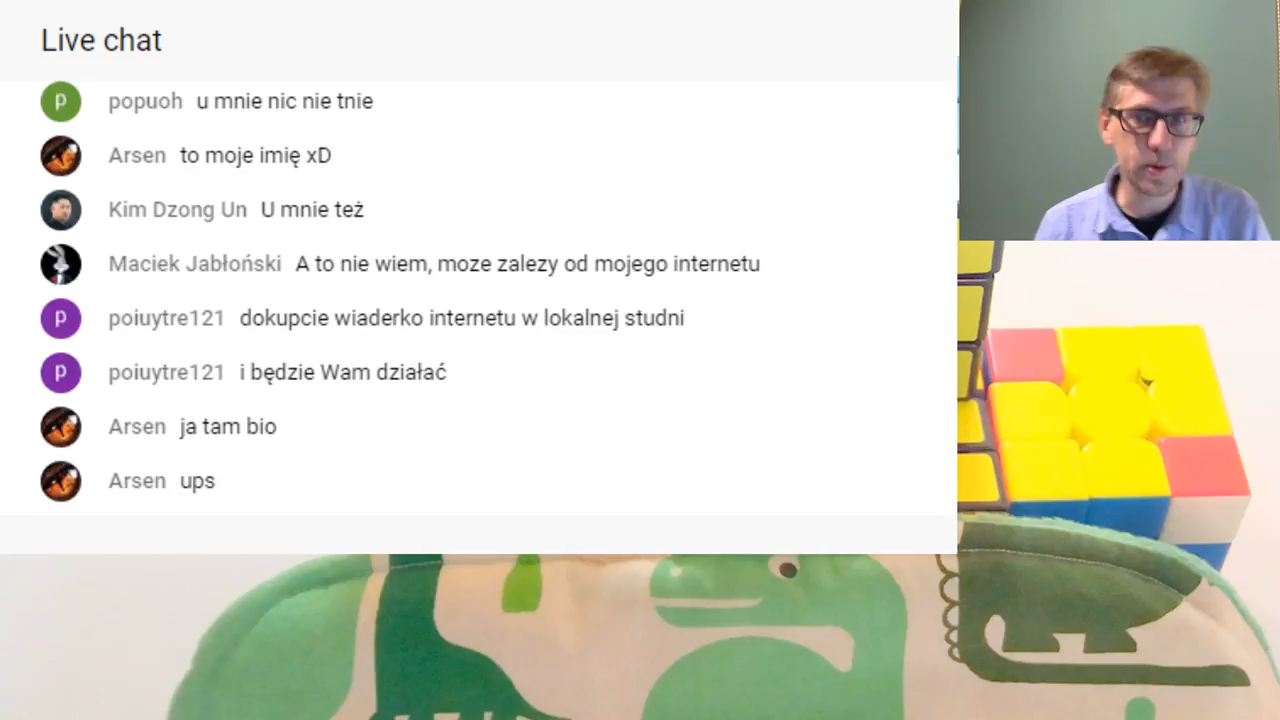 Live chat
P popuoh u mnie nic nie tnie
Arsen to moje imię xD
Kim Dzong Un U mnie też
Maciek Jabłoński A to nie wiem, moze zalezy od mojego internetu
P poiuytre121 dokupcie wiaderko internetu w lokalnej studni
P poiuytre121 i będzie Wam działać
Arsen ja tam bio
Arsen ups